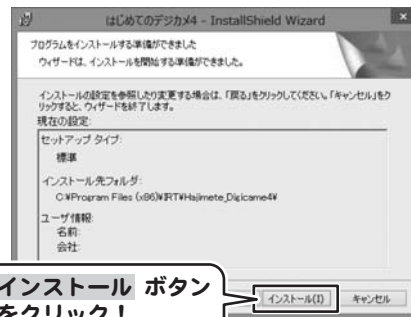 はじめてのデジカメ4 - InstallShield Wizard
プログラムをインストールする準備ができました
ウィザードは、インストールを開始する準備ができました。
インストールの設定を参照したり変更する場合は、「戻る」をクリックしてください。「キャンセル」をク
リックすると、ウィザードを終了します。
現在の設定:
セットアップ タイプ:
標準
インストール先フォルダ:
C:¥Program Files (x86)¥IRT¥Hajimete_Digicame4¥
ユーザ情報:
名前:
会社:
インストール ボタン
をクリック!
インストール(I)
キャンセル